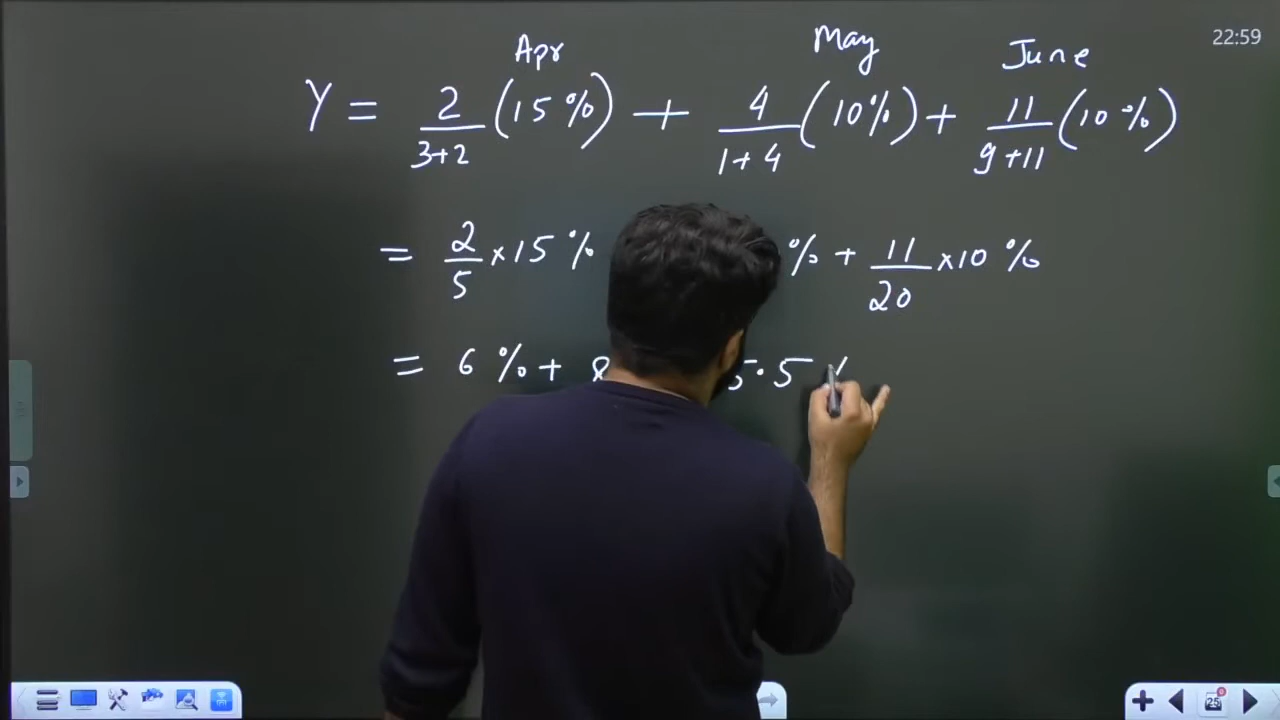 22:59
Apr May June
Y = 2/(3+2) (15%) + 4/(1+4) (10%) + 11/(9+11) (10%)
= 2/5 × 15% % + 11/20 × 10%
= 6% + 8 5.5
25